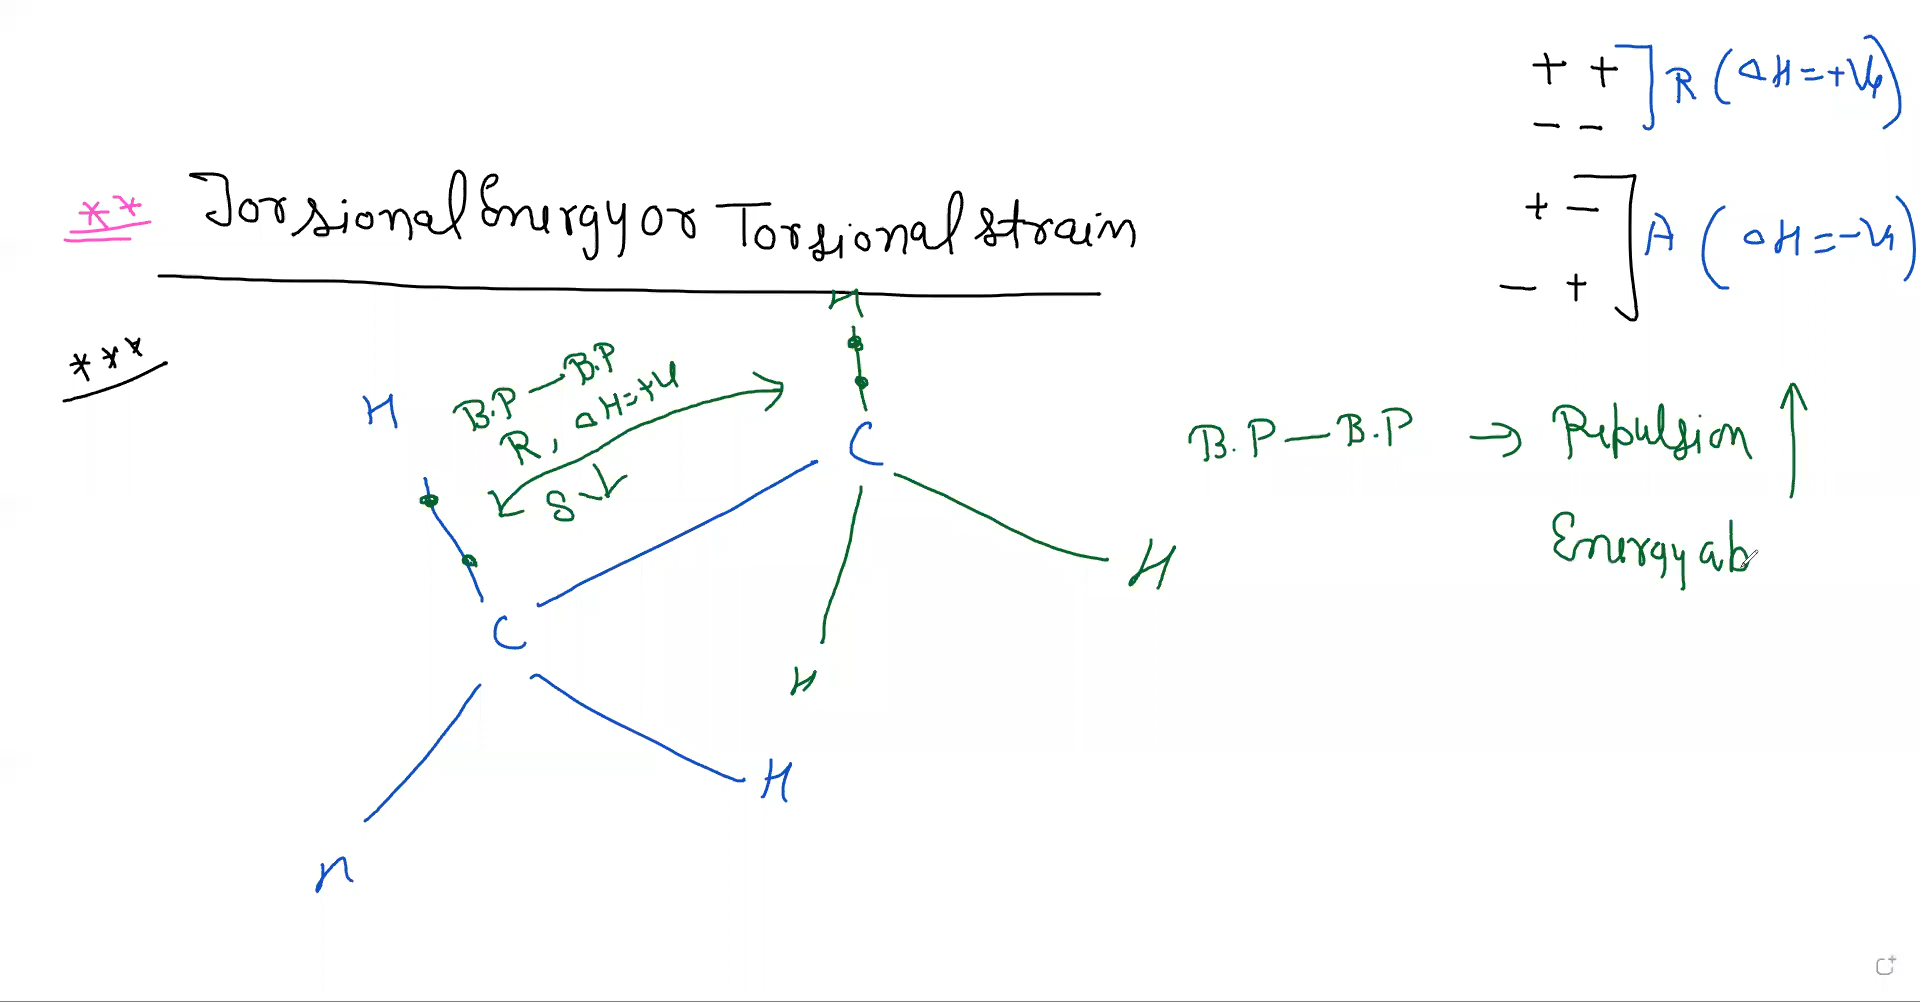 + + ] R (ΔH=+Ve)
- -
** Torsional Energy or Torsional strain
+ - ] A (ΔH=-Ve)
- +
***
H
H
B.P — B.P
R, ΔH=+Ve
S ↓
C
B.P — B.P → Repulsion ↑
Energy ab
H
C
H
H
H